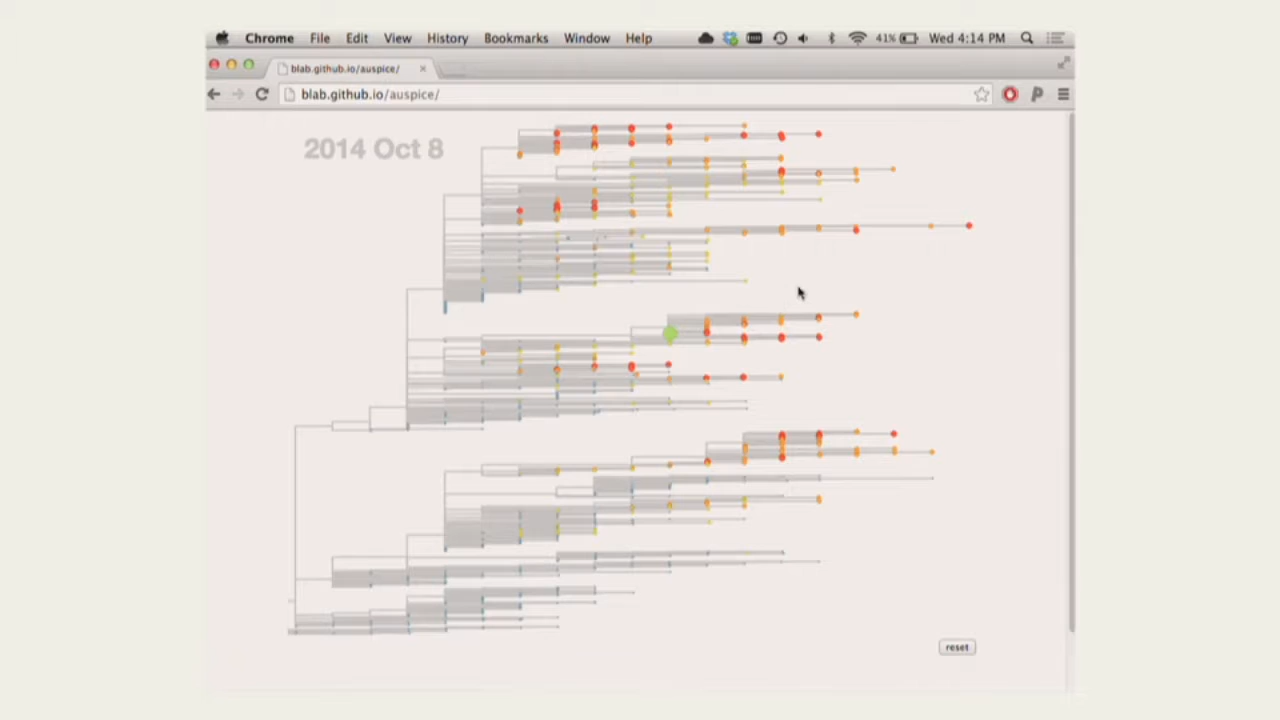 Chrome File Edit View History Bookmarks Window Help 41% Wed 4:14 PM
blab.github.io/auspice/
blab.github.io/auspice/
2014 Oct 8
reset